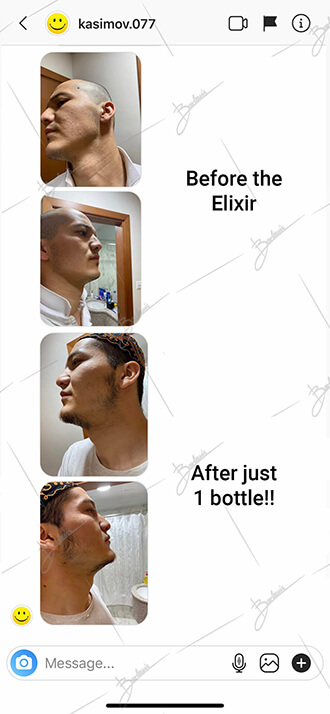 kasimov.077
Before the
Elixir
After just
1 bottle!!
Message...